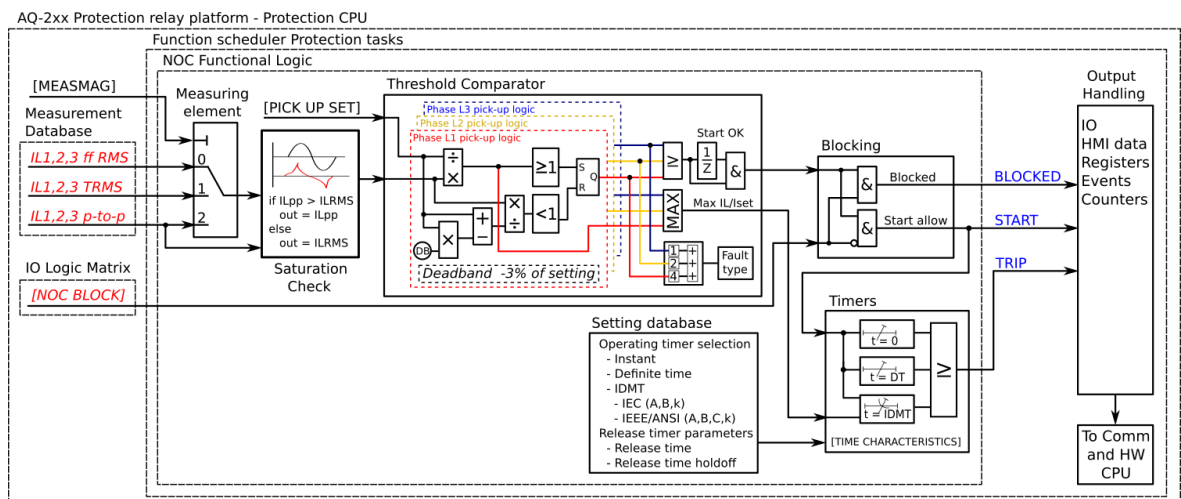 AQ-2xx Protection relay platform - Protection CPU
Function scheduler Protection tasks
NOC Functional Logic
[MEASMAG]
Measurement
Database
IL1,2,3 ff RMS
IL1,2,3 TRMS
IL1,2,3 p-to-p
IO Logic Matrix
[NOC BLOCK]
Measuring
element
0
1
2
if ILpp > ILRMS
out = ILpp
else
out = ILRMS
Saturation
Check
[PICK UP SET]
Threshold Comparator
Phase L3 pick-up logic
Phase L2 pick-up logic
Phase L1 pick-up logic
÷
×
≥1
S
Q
R
×
÷
<1
+
−
×
DB
Deadband -3% of setting
≥
Start OK
1
Z
&
MAX
Max IL/Iset
1 +
2 +
4 +
Fault
type
Blocking
&
Blocked
&
Start allow
BLOCKED
START
TRIP
Timers
t = 0
t = DT
t = IDMT
≥
[TIME CHARACTERISTICS]
Setting database
Operating timer selection
- Instant
- Definite time
- IDMT
- IEC (A,B,k)
- IEEE/ANSI (A,B,C,k)
Release timer parameters
- Release time
- Release time holdoff
Output
Handling
IO
HMI data
Registers
Events
Counters
To Comm
and HW
CPU